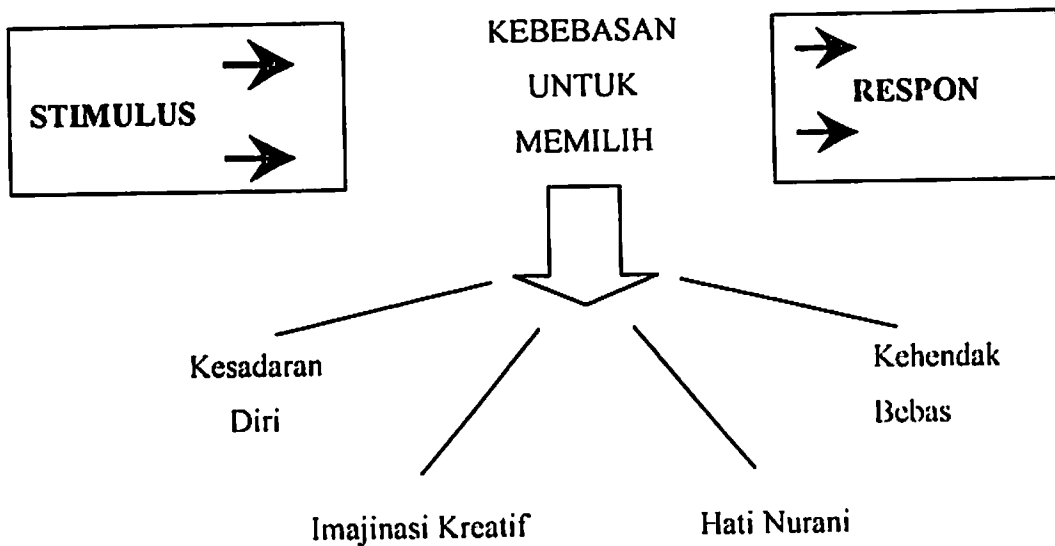 STIMULUS
KEBEBASAN
UNTUK
MEMILIH
RESPON
Kesadaran
Diri
Imajinasi Kreatif
Hati Nurani
Kehendak
Bebas